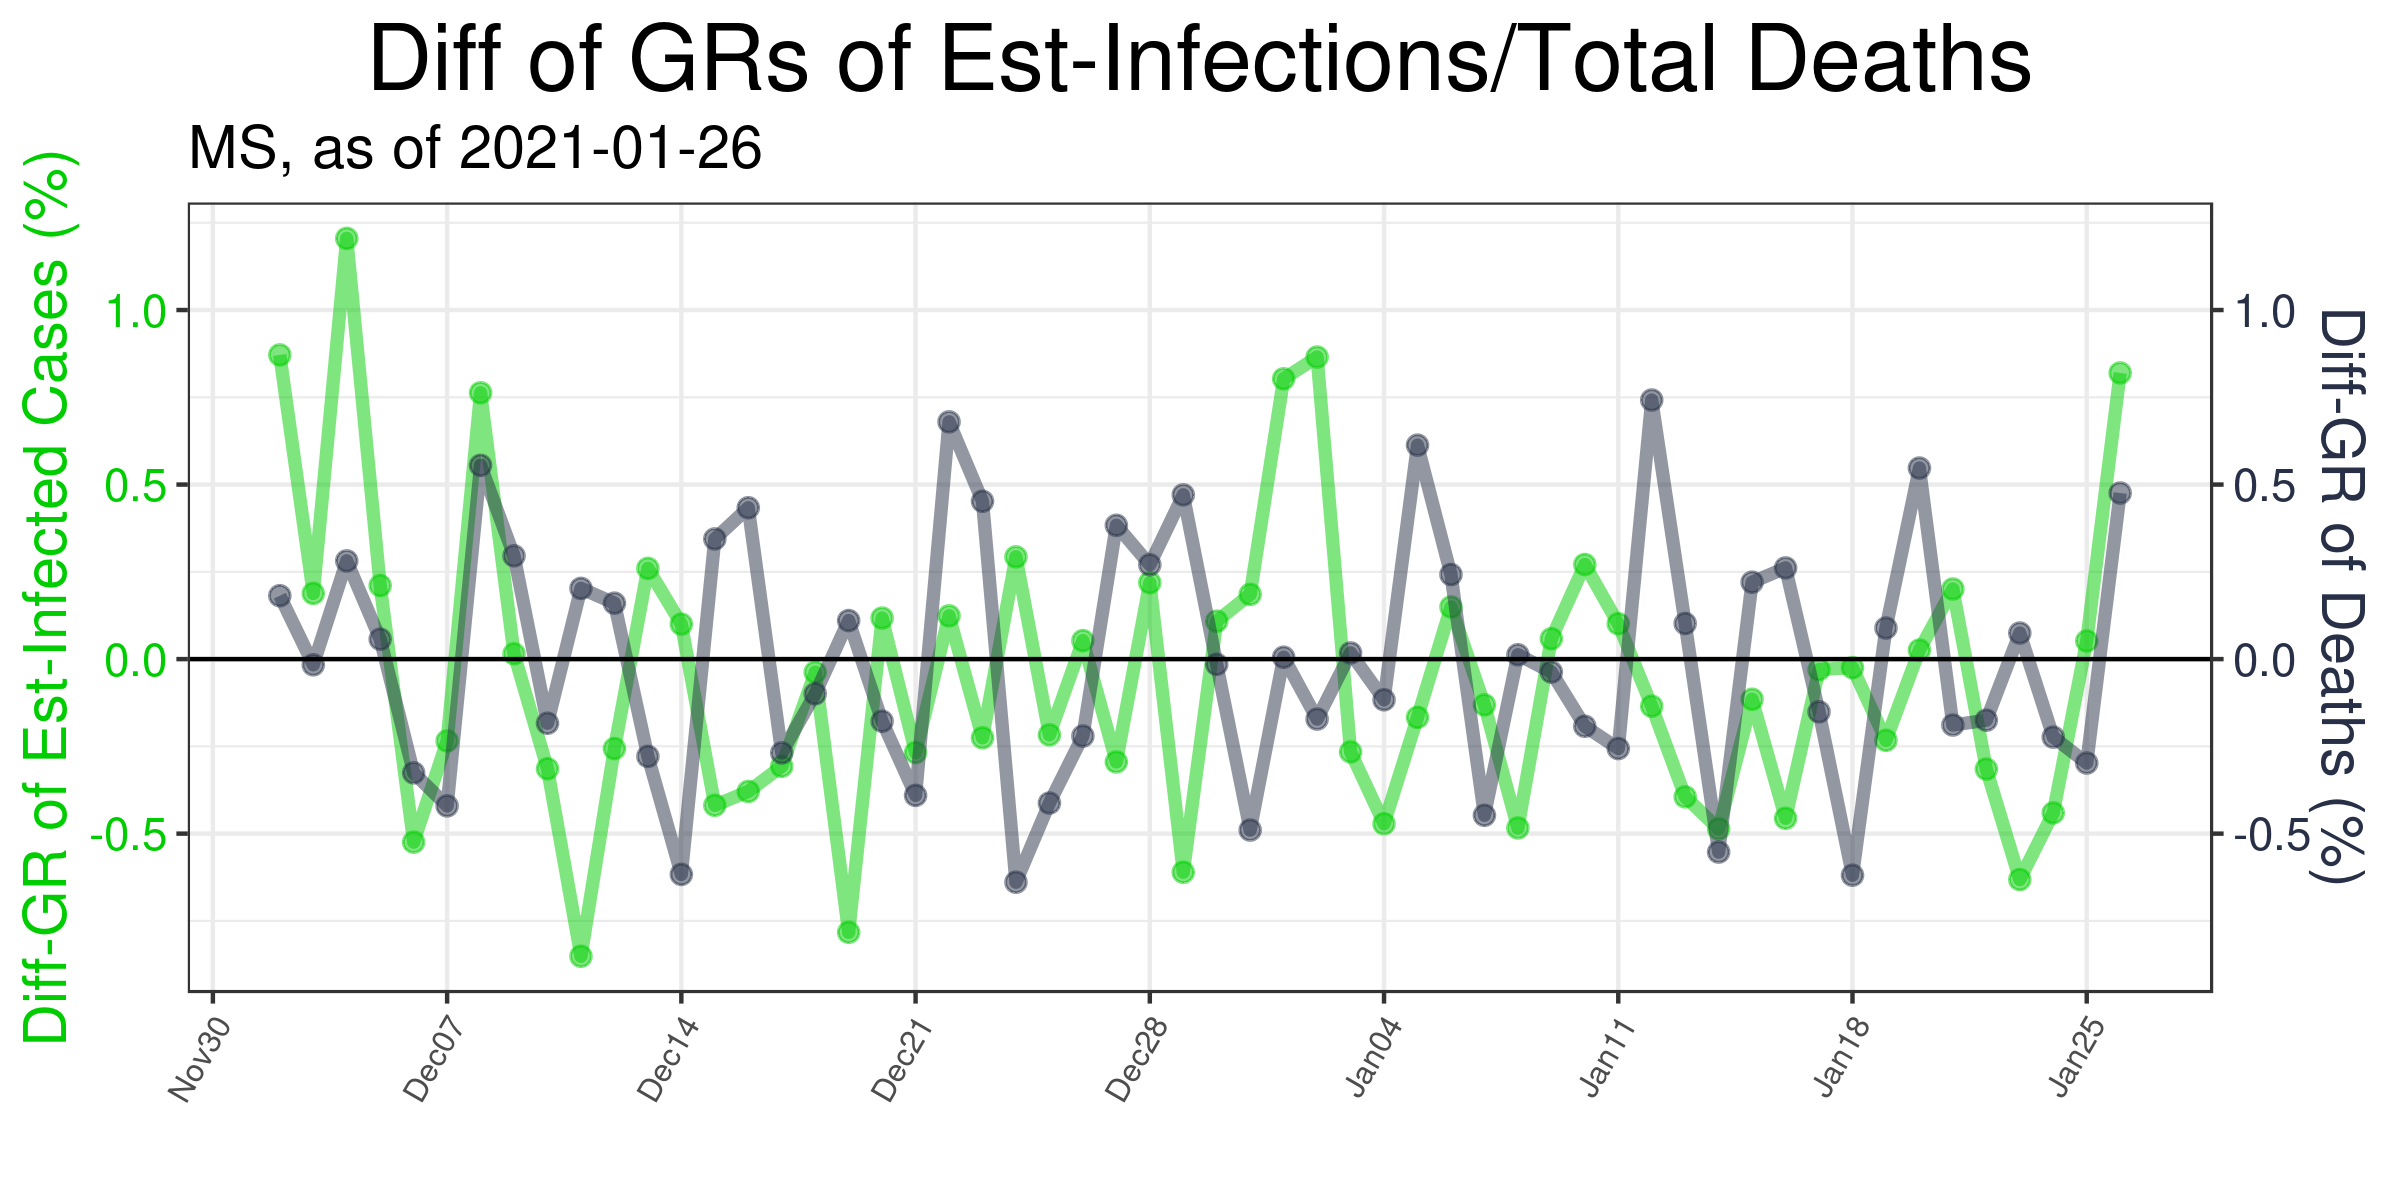 Diff of GRs of Est-Infections/Total Deaths
MS, as of 2021-01-26
Diff-GR of Est-Infected Cases (%)
1.0
0.5
0.0
-0.5
1.0
0.5
0.0
-0.5
Diff-GR of Deaths (%)
Nov30
Dec07
Dec14
Dec21
Dec28
Jan04
Jan11
Jan18
Jan25